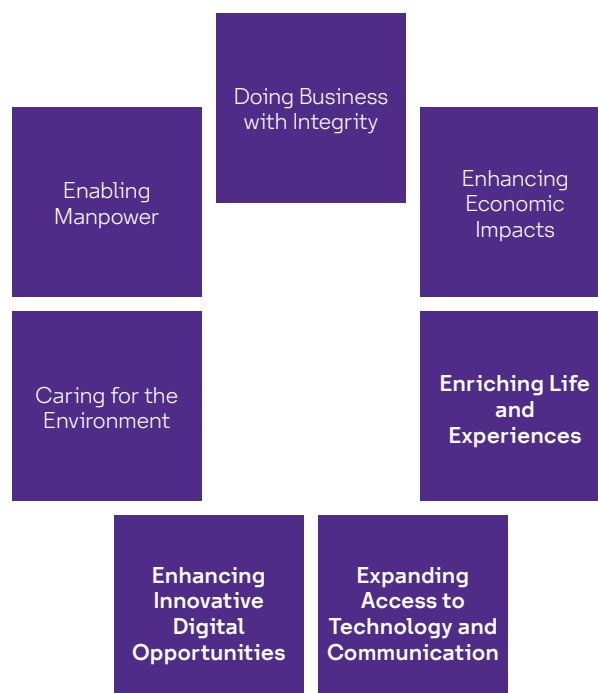 Doing Business
with Integrity
Enabling
Manpower
Enhancing
Economic
Impacts
Caring for the
Environment
Enriching Life
and
Experiences
Enhancing
Innovative
Digital
Opportunities
Expanding
Access to
Technology and
Communication